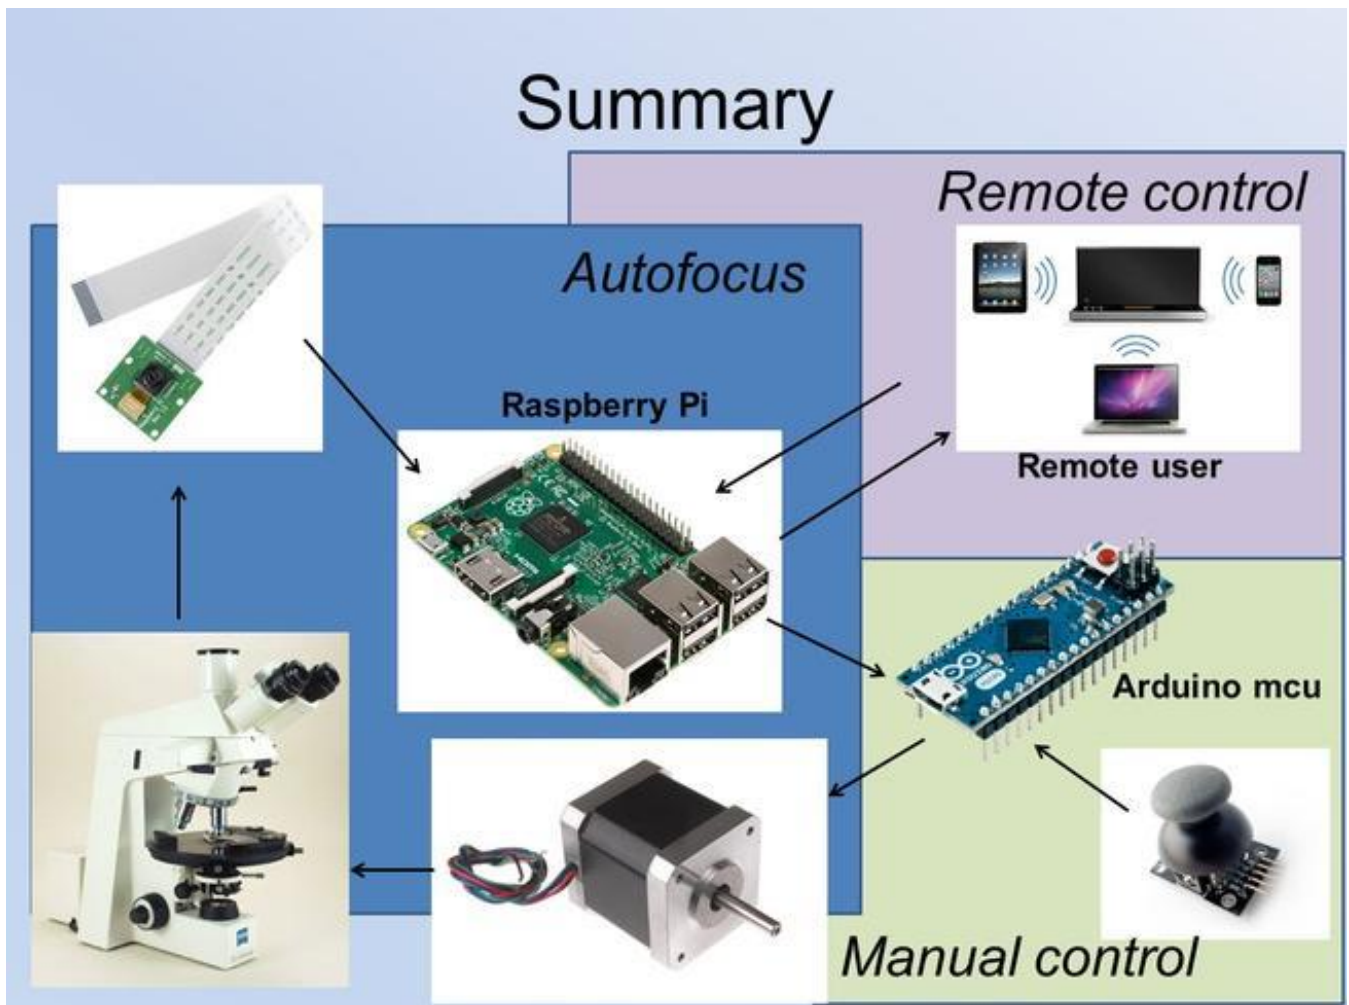 Summary
Remote control
Autofocus
Raspberry Pi
Remote user
Arduino mcu
Manual control